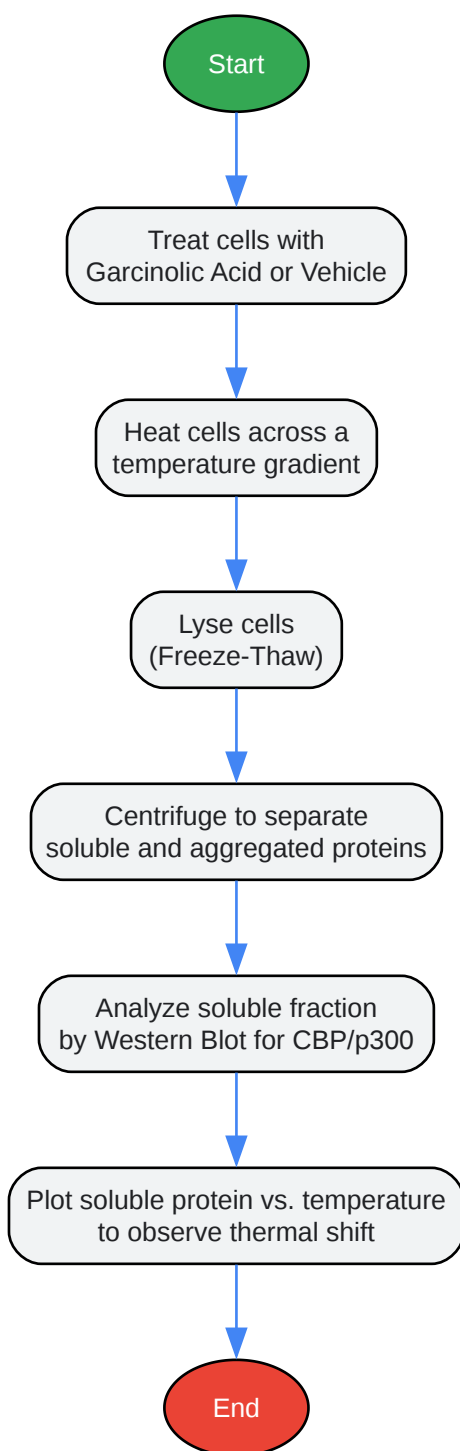 Start
Treat cells with
Garcinolic Acid or Vehicle
Heat cells across a
temperature gradient
Lyse cells
(Freeze-Thaw)
Centrifuge to separate
soluble and aggregated proteins
Analyze soluble fraction
by Western Blot for CBP/p300
Plot soluble protein vs. temperature
to observe thermal shift
End